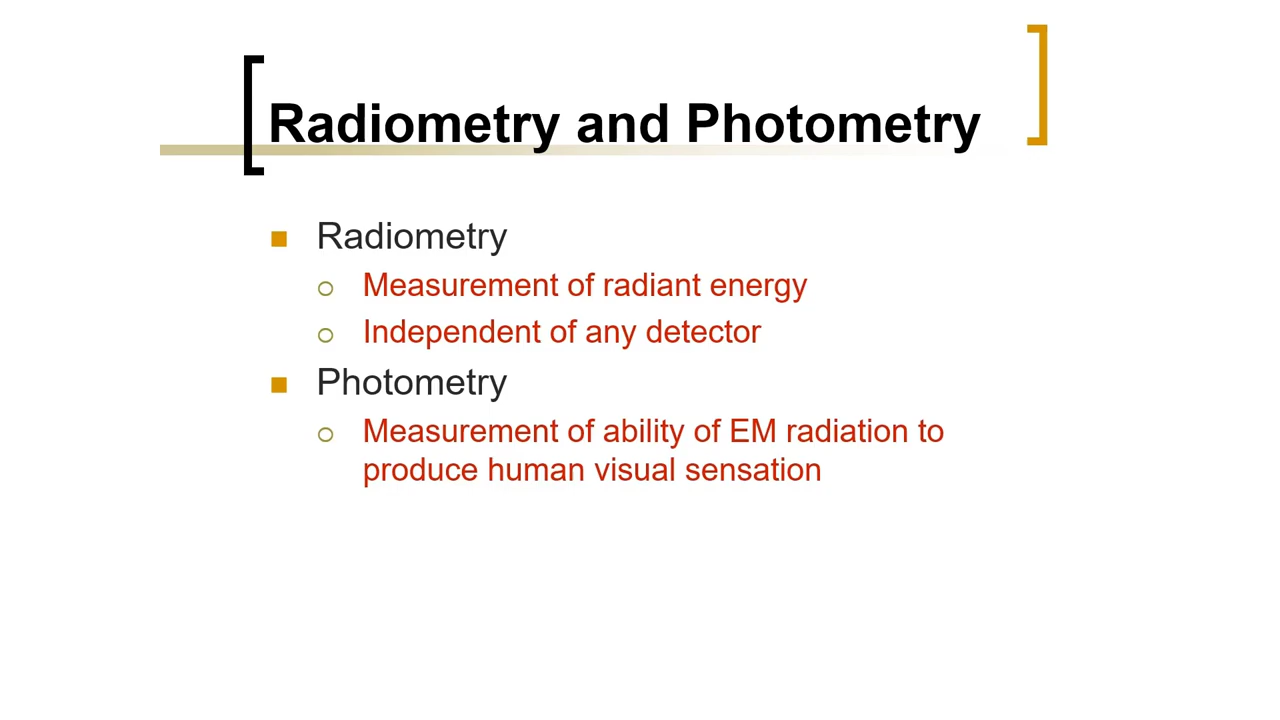 Radiometry and Photometry
Radiometry
Measurement of radiant energy
Independent of any detector
Photometry
Measurement of ability of EM radiation to
produce human visual sensation